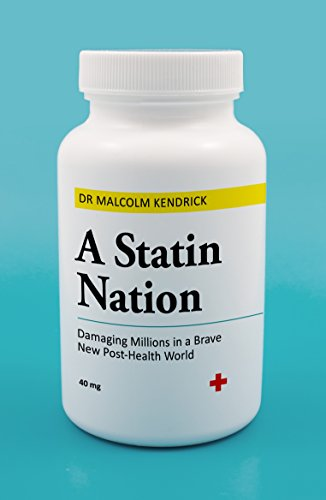 DR MALCOLM KENDRICK
A Statin
Nation
Damaging Millions in a Brave
New Post-Health World
40 mg